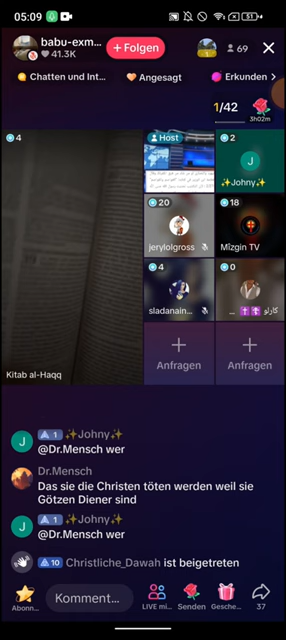 05:09
51
babu-exm...
41.3K
+ Folgen
69
Chatten und Int...
Angesagt
Erkunden
1/42
3h02m
4
Host
2
J
✨Johny✨
20
jerylolgross
18
Mîzgin TV
4
sladanain...
0
كارلو ✝️✝️ ...
Kitab al-Haqq
Anfragen
Anfragen
J
1 ✨Johny✨
@Dr.Mensch wer
Dr.Mensch
Das sie die Christen töten werden weil sie
Götzen Diener sind
J
1 ✨Johny✨
@Dr.Mensch wer
10 Christliche_Dawah ist beigetreten
Abonn...
Komment...
LIVE mi...
Senden
Gesche...
37